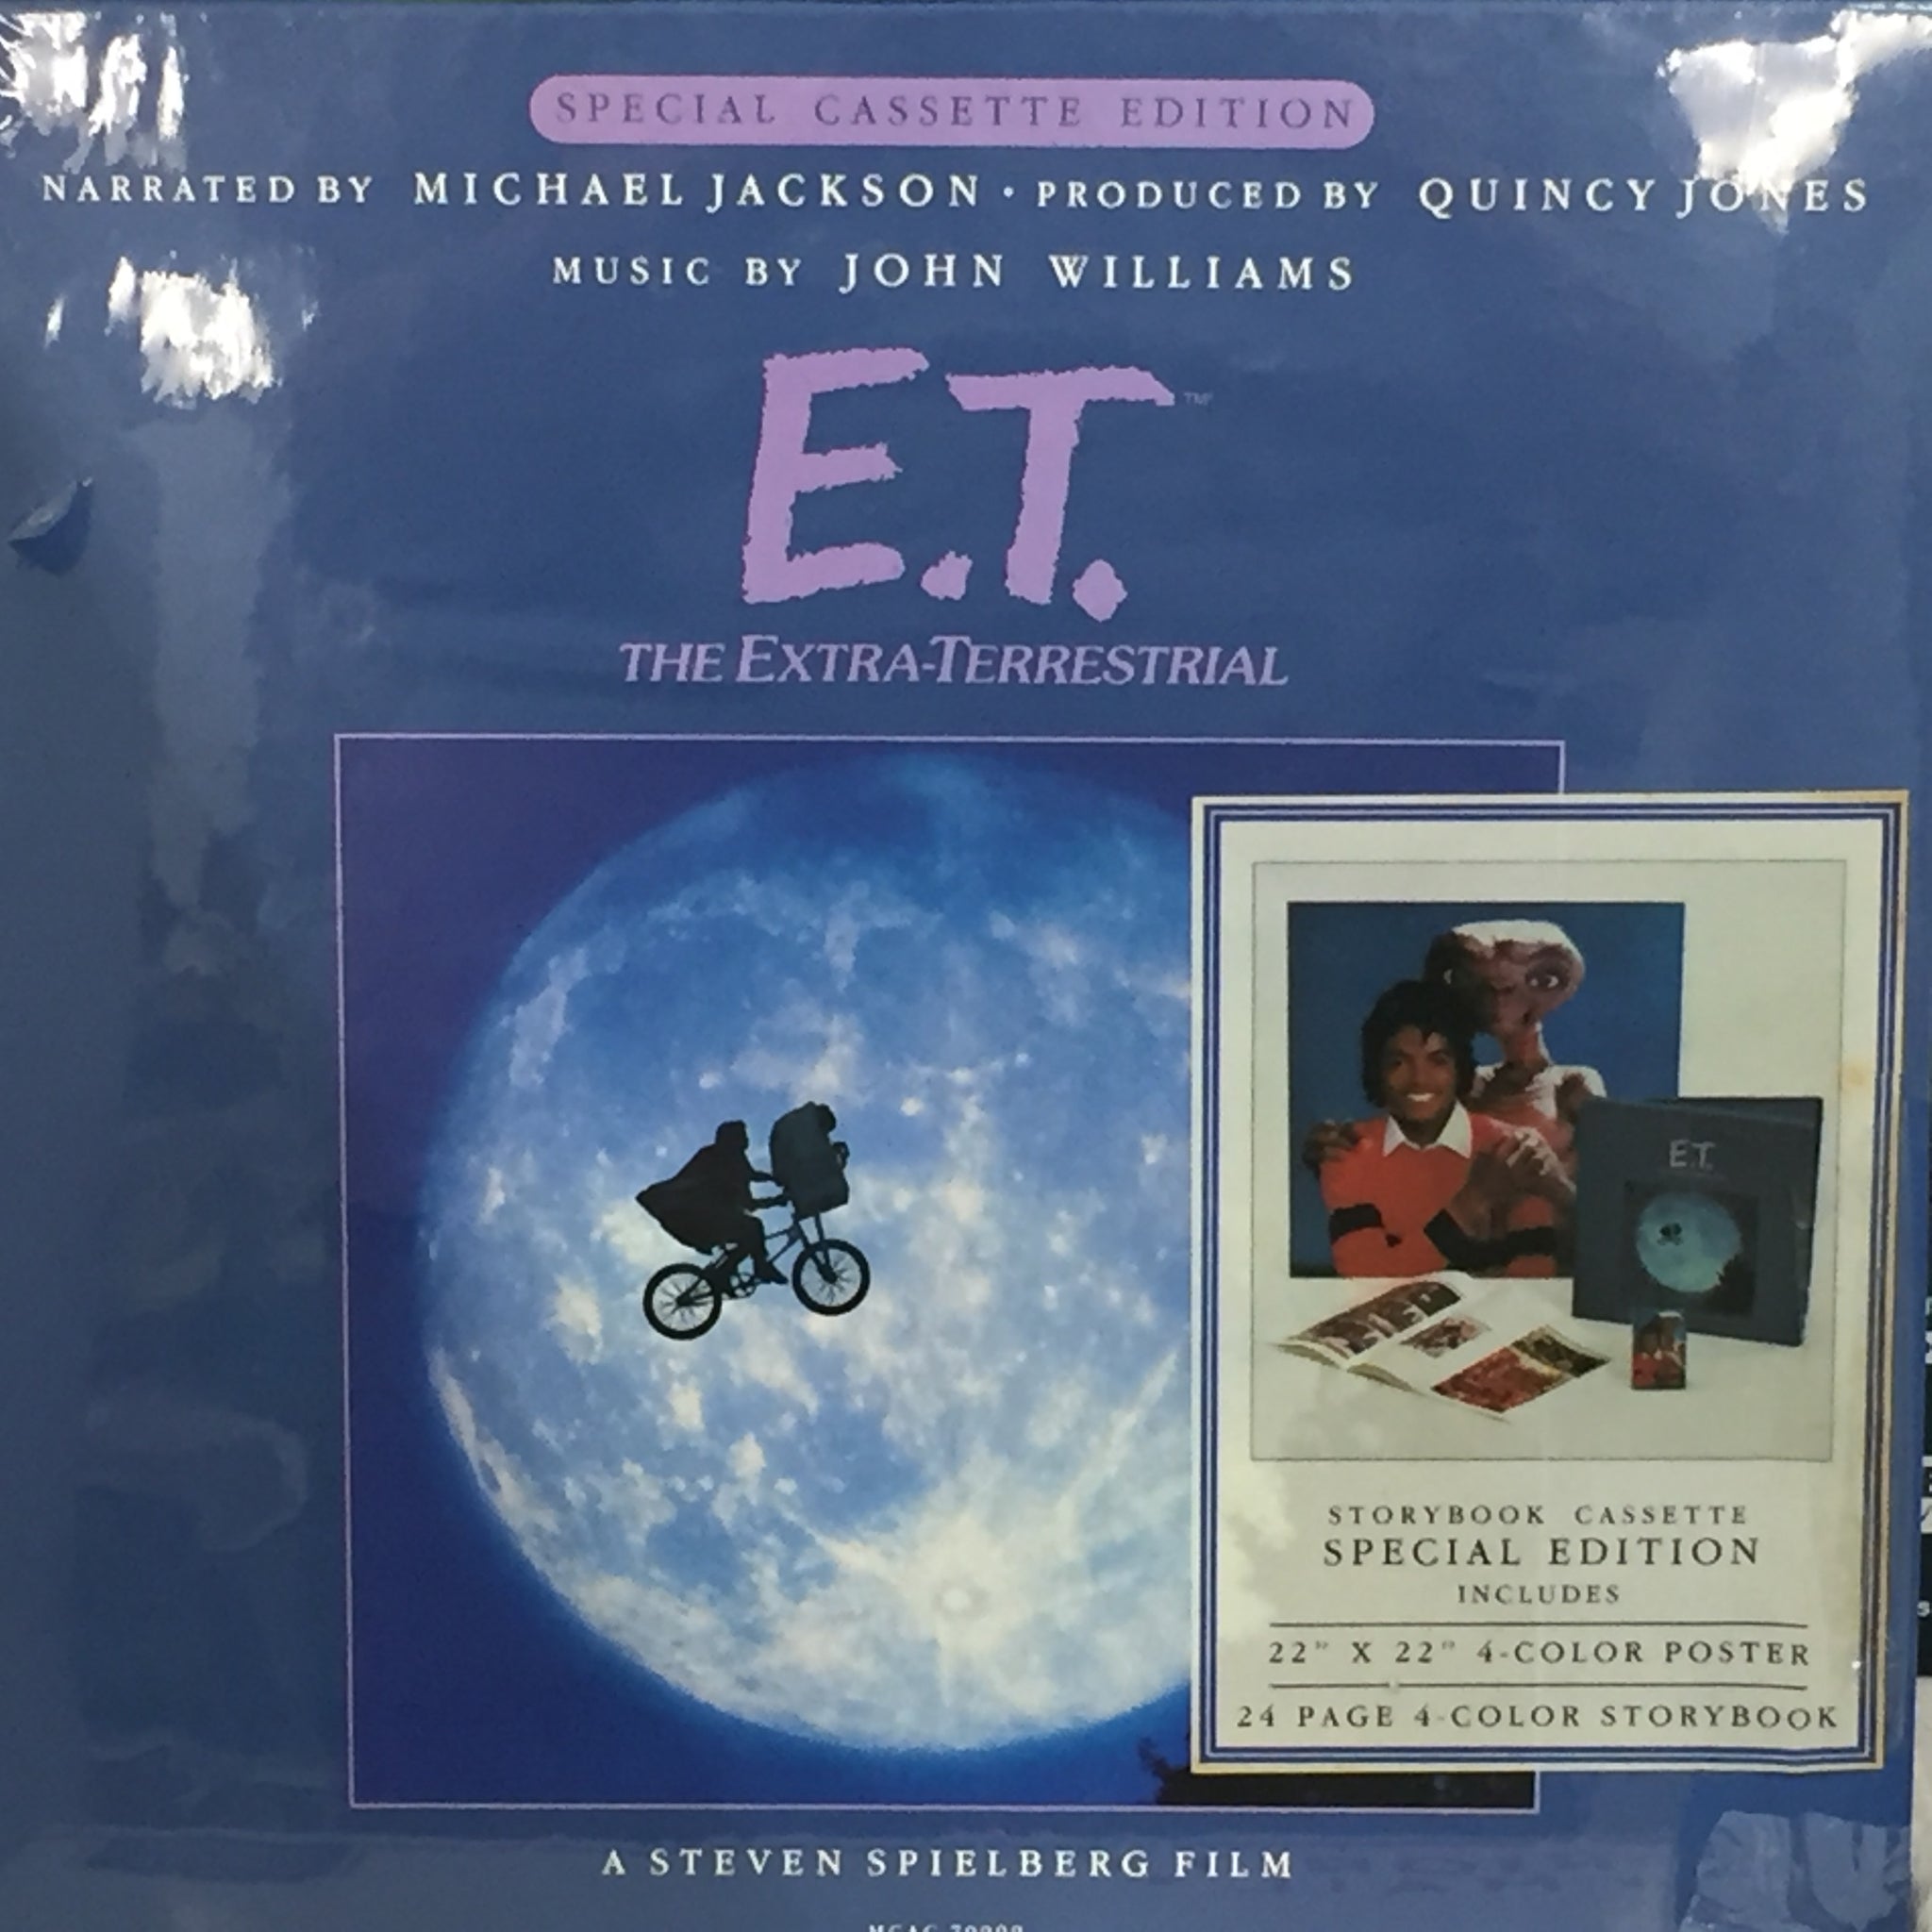 SPECIAL CASSETTE EDITION
NARRATED BY MICHAEL JACKSON • PRODUCED BY QUINCY JONES
MUSIC BY JOHN WILLIAMS
E.T.™
THE EXTRA-TERRESTRIAL
E.T.
STORYBOOK CASSETTE
SPECIAL EDITION
INCLUDES
22" X 22" 4-COLOR POSTER
24 PAGE 4-COLOR STORYBOOK
A STEVEN SPIELBERG FILM